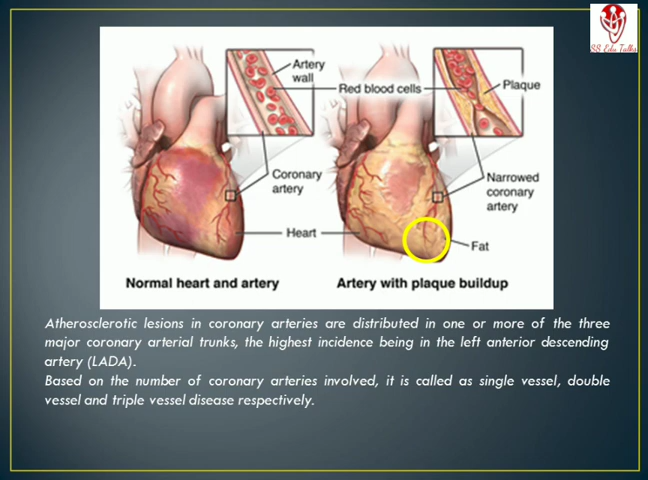 SS Edu Talks
Artery
wall
Red blood cells
Plaque
Coronary
artery
Narrowed
coronary
artery
Heart
Fat
Normal heart and artery
Artery with plaque buildup
Atherosclerotic lesions in coronary arteries are distributed in one or more of the three
major coronary arterial trunks, the highest incidence being in the left anterior descending
artery (LADA).
Based on the number of coronary arteries involved, it is called as single vessel, double
vessel and triple vessel disease respectively.